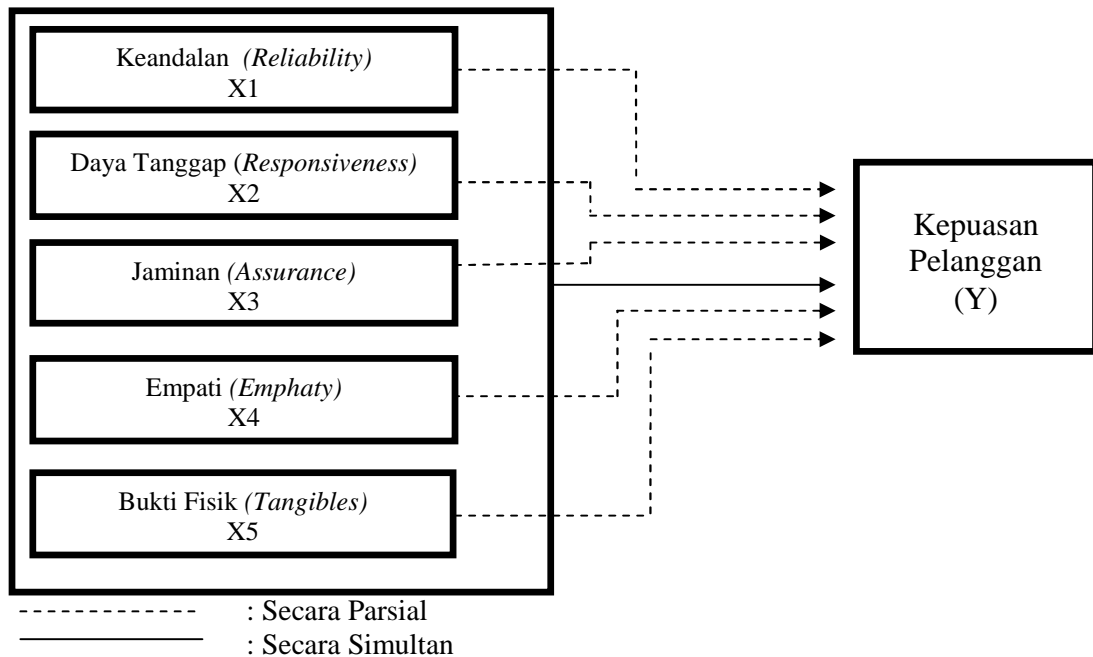 Keandalan (Reliability)
X1
Daya Tanggap (Responsiveness)
X2
Jaminan (Assurance)
X3
Empati (Emphaty)
X4
Bukti Fisik (Tangibles)
X5
Kepuasan
Pelanggan
(Y)
: Secara Parsial
: Secara Simultan